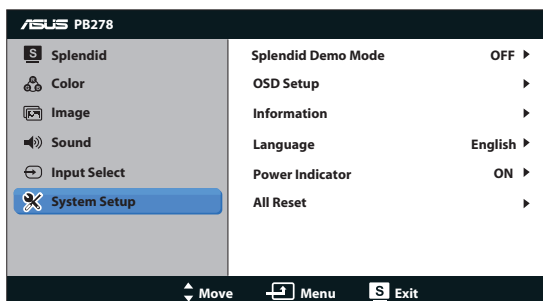 ASUS PB278
S Splendid
Color
Image
Sound
Input Select
System Setup
Splendid Demo Mode OFF
OSD Setup
Information
Language English
Power Indicator ON
All Reset
Move Menu S Exit